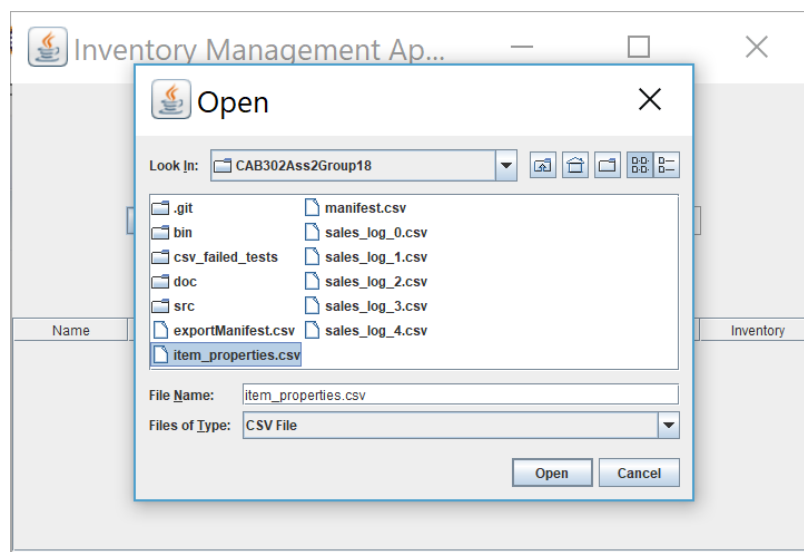 Inventory Management Ap...
Open
Look In: CAB302Ass2Group18
.git manifest.csv
bin sales_log_0.csv
csv_failed_tests sales_log_1.csv
doc sales_log_2.csv
src sales_log_3.csv
exportManifest.csv sales_log_4.csv
item_properties.csv
Name Inventory
File Name: item_properties.csv
Files of Type: CSV File
Open Cancel